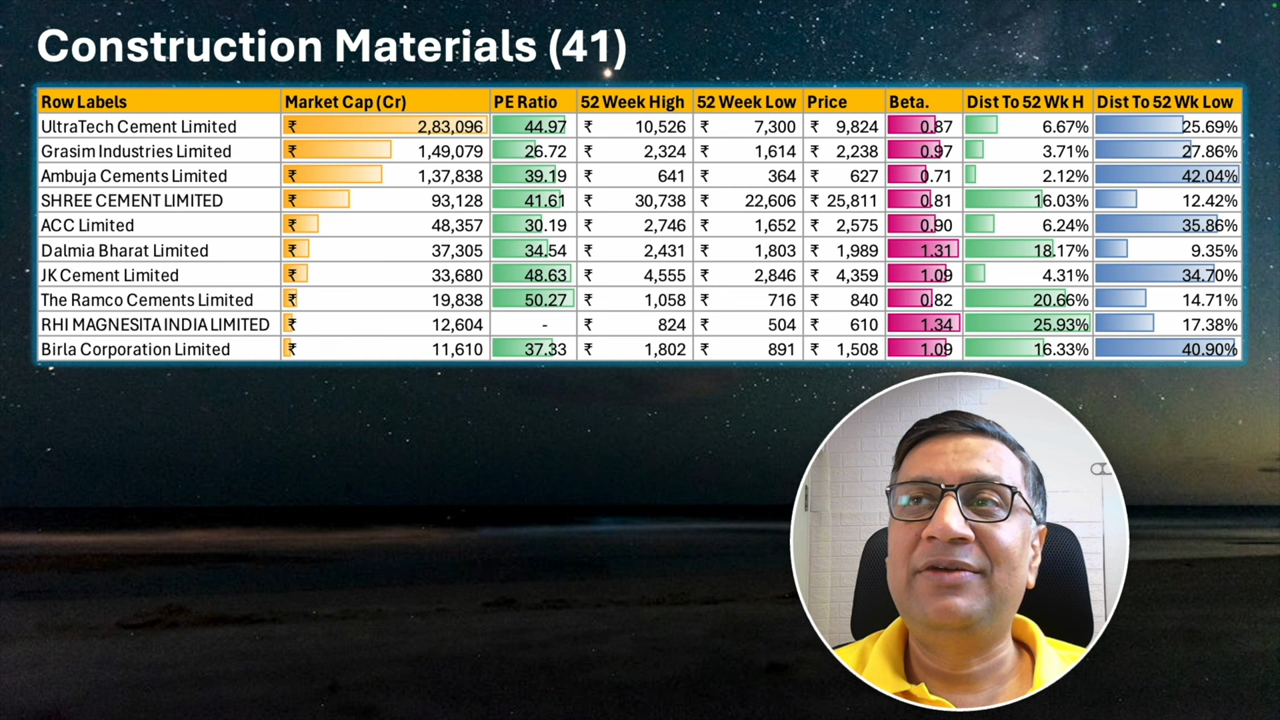 Construction Materials (41)
Row Labels Market Cap (Cr) PE Ratio 52 Week High 52 Week Low Price Beta. Dist To 52 Wk H Dist To 52 Wk Low
UltraTech Cement Limited ₹ 2,83,096 44.97 ₹ 10,526 ₹ 7,300 ₹ 9,824 0.87 6.67% 25.69%
Grasim Industries Limited ₹ 1,49,079 26.72 ₹ 2,324 ₹ 1,614 ₹ 2,238 0.97 3.71% 27.86%
Ambuja Cements Limited ₹ 1,37,838 39.19 ₹ 641 ₹ 364 ₹ 627 0.71 2.12% 42.04%
SHREE CEMENT LIMITED ₹ 93,128 41.61 ₹ 30,738 ₹ 22,606 ₹ 25,811 0.81 16.03% 12.42%
ACC Limited ₹ 48,357 30.19 ₹ 2,746 ₹ 1,652 ₹ 2,575 0.90 6.24% 35.86%
Dalmia Bharat Limited ₹ 37,305 34.54 ₹ 2,431 ₹ 1,803 ₹ 1,989 1.31 18.17% 9.35%
JK Cement Limited ₹ 33,680 48.63 ₹ 4,555 ₹ 2,846 ₹ 4,359 1.09 4.31% 34.70%
The Ramco Cements Limited ₹ 19,838 50.27 ₹ 1,058 ₹ 716 ₹ 840 0.82 20.66% 14.71%
RHI MAGNESITA INDIA LIMITED ₹ 12,604 - ₹ 824 ₹ 504 ₹ 610 1.34 25.93% 17.38%
Birla Corporation Limited ₹ 11,610 37.33 ₹ 1,802 ₹ 891 ₹ 1,508 1.09 16.33% 40.90%